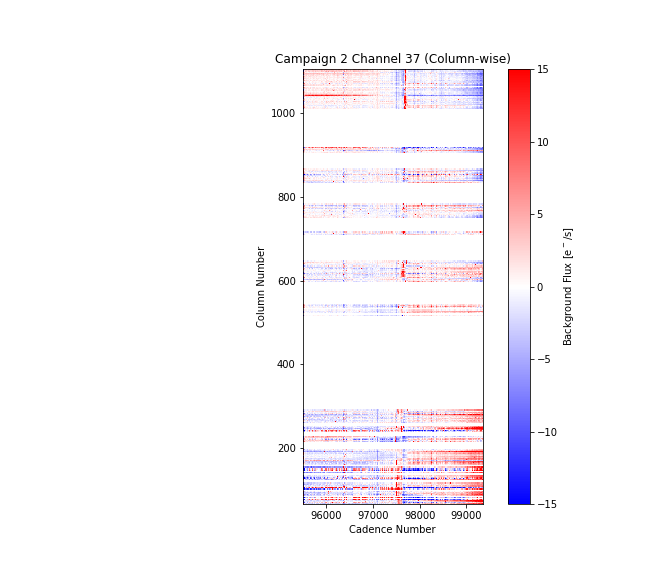 Campaign 2 Channel 37 (Column-wise)
1000
800
600
400
200
Column Number
96000 97000 98000 99000
Cadence Number
15
10
5
0
−5
−10
−15
Background Flux [e⁻/s]